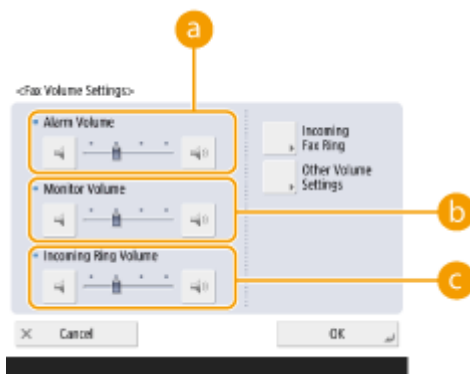 a
<Fax Volume Settings>
Alarm Volume
Incoming
Fax Ring
Other Volume
Settings
Monitor Volume
b
Incoming Ring Volume
c
× Cancel
OK